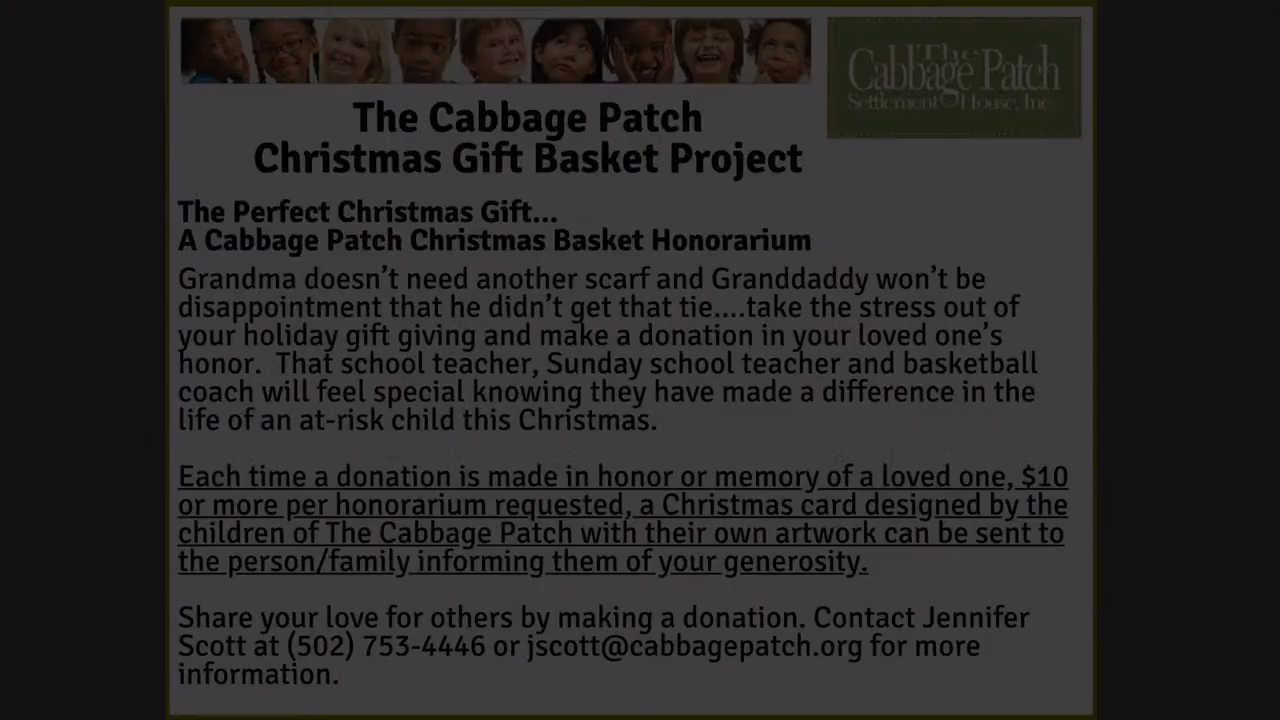 The
Cabbage Patch
Settlement House, Inc.
The Cabbage Patch
Christmas Gift Basket Project
The Perfect Christmas Gift...
A Cabbage Patch Christmas Basket Honorarium
Grandma doesn’t need another scarf and Granddaddy won’t be
disappointment that he didn’t get that tie....take the stress out of
your holiday gift giving and make a donation in your loved one’s
honor.  That school teacher, Sunday school teacher and basketball
coach will feel special knowing they have made a difference in the
life of an at-risk child this Christmas.
Each time a donation is made in honor or memory of a loved one, $10
or more per honorarium requested, a Christmas card designed by the
children of The Cabbage Patch with their own artwork can be sent to
the person/family informing them of your generosity.
Share your love for others by making a donation. Contact Jennifer
Scott at (502) 753-4446 or jscott@cabbagepatch.org for more
information.